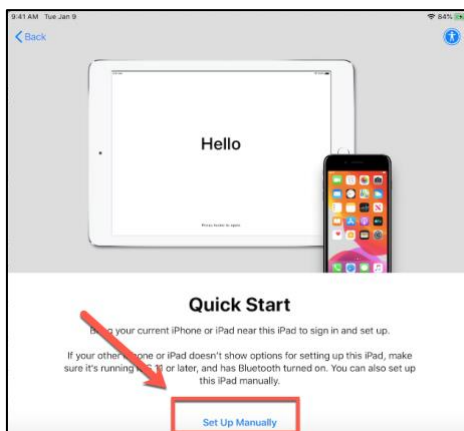 9:41 AM Tue Jan 9
84%
Back
Hello
Quick Start
your current iPhone or iPad near this iPad to sign in and set up.
If your other or iPad doesn't show options for setting up this iPad, make
sure it's running 11 or later, and has Bluetooth turned on. You can also set up
this iPad manually.
Set Up Manually